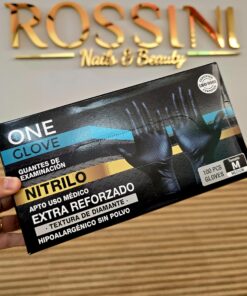 ROSSINI
Nails & Beauty
ONE
GLOVE
GUANTES DE
EXAMINACIÓN
NITRILO
APTO USO MÉDICO
EXTRA REFORZADO
- TEXTURA DE DIAMANTE -
HIPOALARGÉNICO SIN POLVO
100 PCS
GLOVES
M